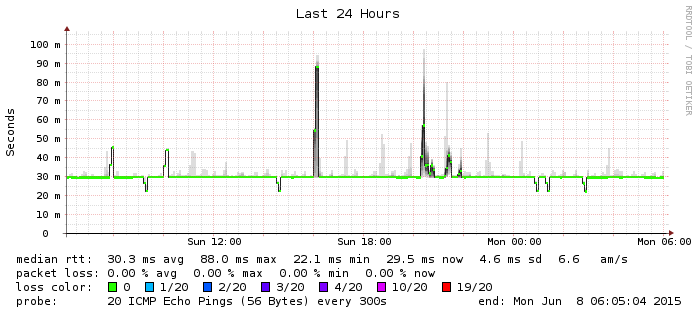 Last 24 Hours
RRDTOOL / TOBI OETIKER
100 m
90 m
80 m
70 m
60 m
50 m
40 m
30 m
20 m
10 m
0
Seconds
Sun 12:00 Sun 18:00 Mon 00:00 Mon 06:00
median rtt: 30.3 ms avg 88.0 ms max 22.1 ms min 29.5 ms now 4.6 ms sd 6.6 am/s
packet loss: 0.00 % avg 0.00 % max 0.00 % min 0.00 % now
loss color: 0 1/20 2/20 3/20 4/20 10/20 19/20
probe: 20 ICMP Echo Pings (56 Bytes) every 300s end: Mon Jun 8 06:05:04 2015